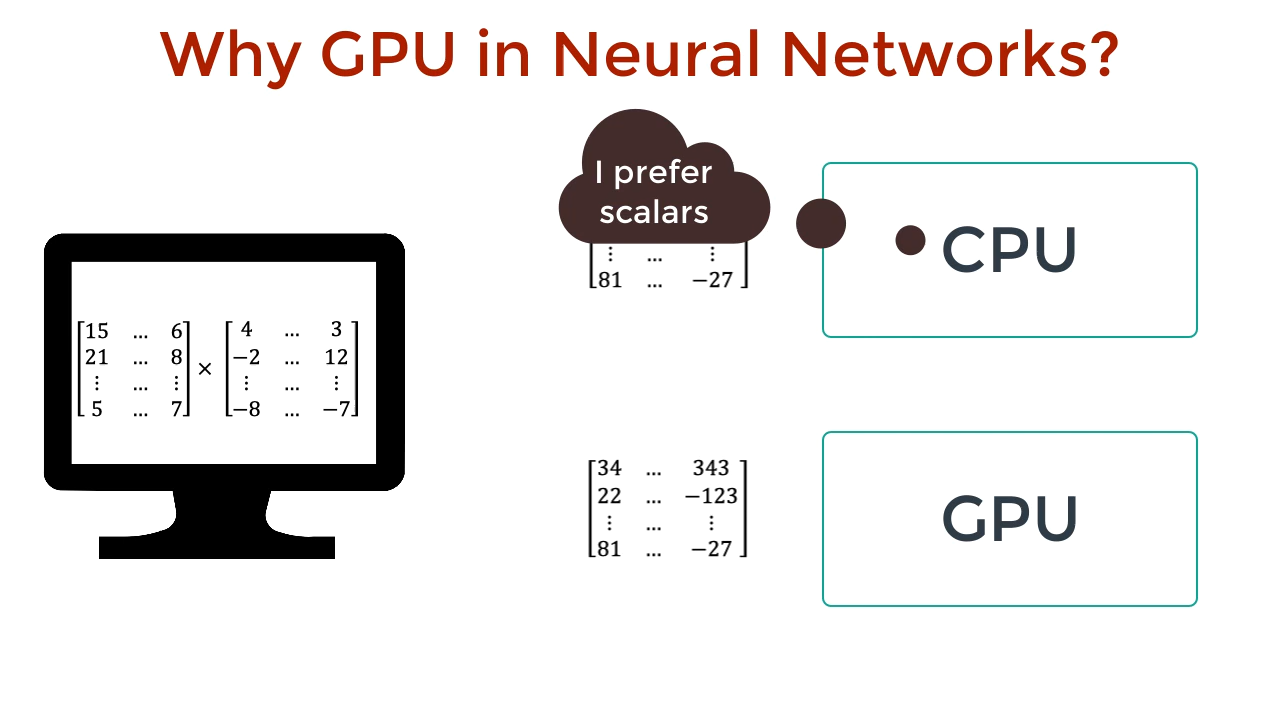 Why GPU in Neural Networks?
I prefer
scalars
CPU
⋮ ... ⋮
81 ... −27
15 ... 6 × 4 ... 3
21 ... 8 −2 ... 12
⋮ ... ⋮ ⋮ ... ⋮
5 ... 7 −8 ... −7
34 ... 343
22 ... −123
⋮ ... ⋮
81 ... −27
GPU